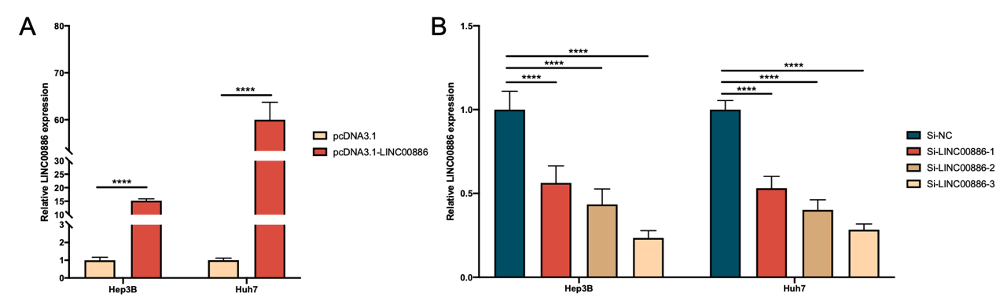 A
Relative LINC00886 expression
80
70
60
30
25
20
15
10
3
2
1
0
****
****
Hep3B
Huh7
pcDNA3.1
pcDNA3.1-LINC00886
B
Relative LINC00886 expression
1.5
1.0
0.5
0.0
****
****
****
****
****
****
Hep3B
Huh7
Si-NC
Si-LINC00886-1
Si-LINC00886-2
Si-LINC00886-3